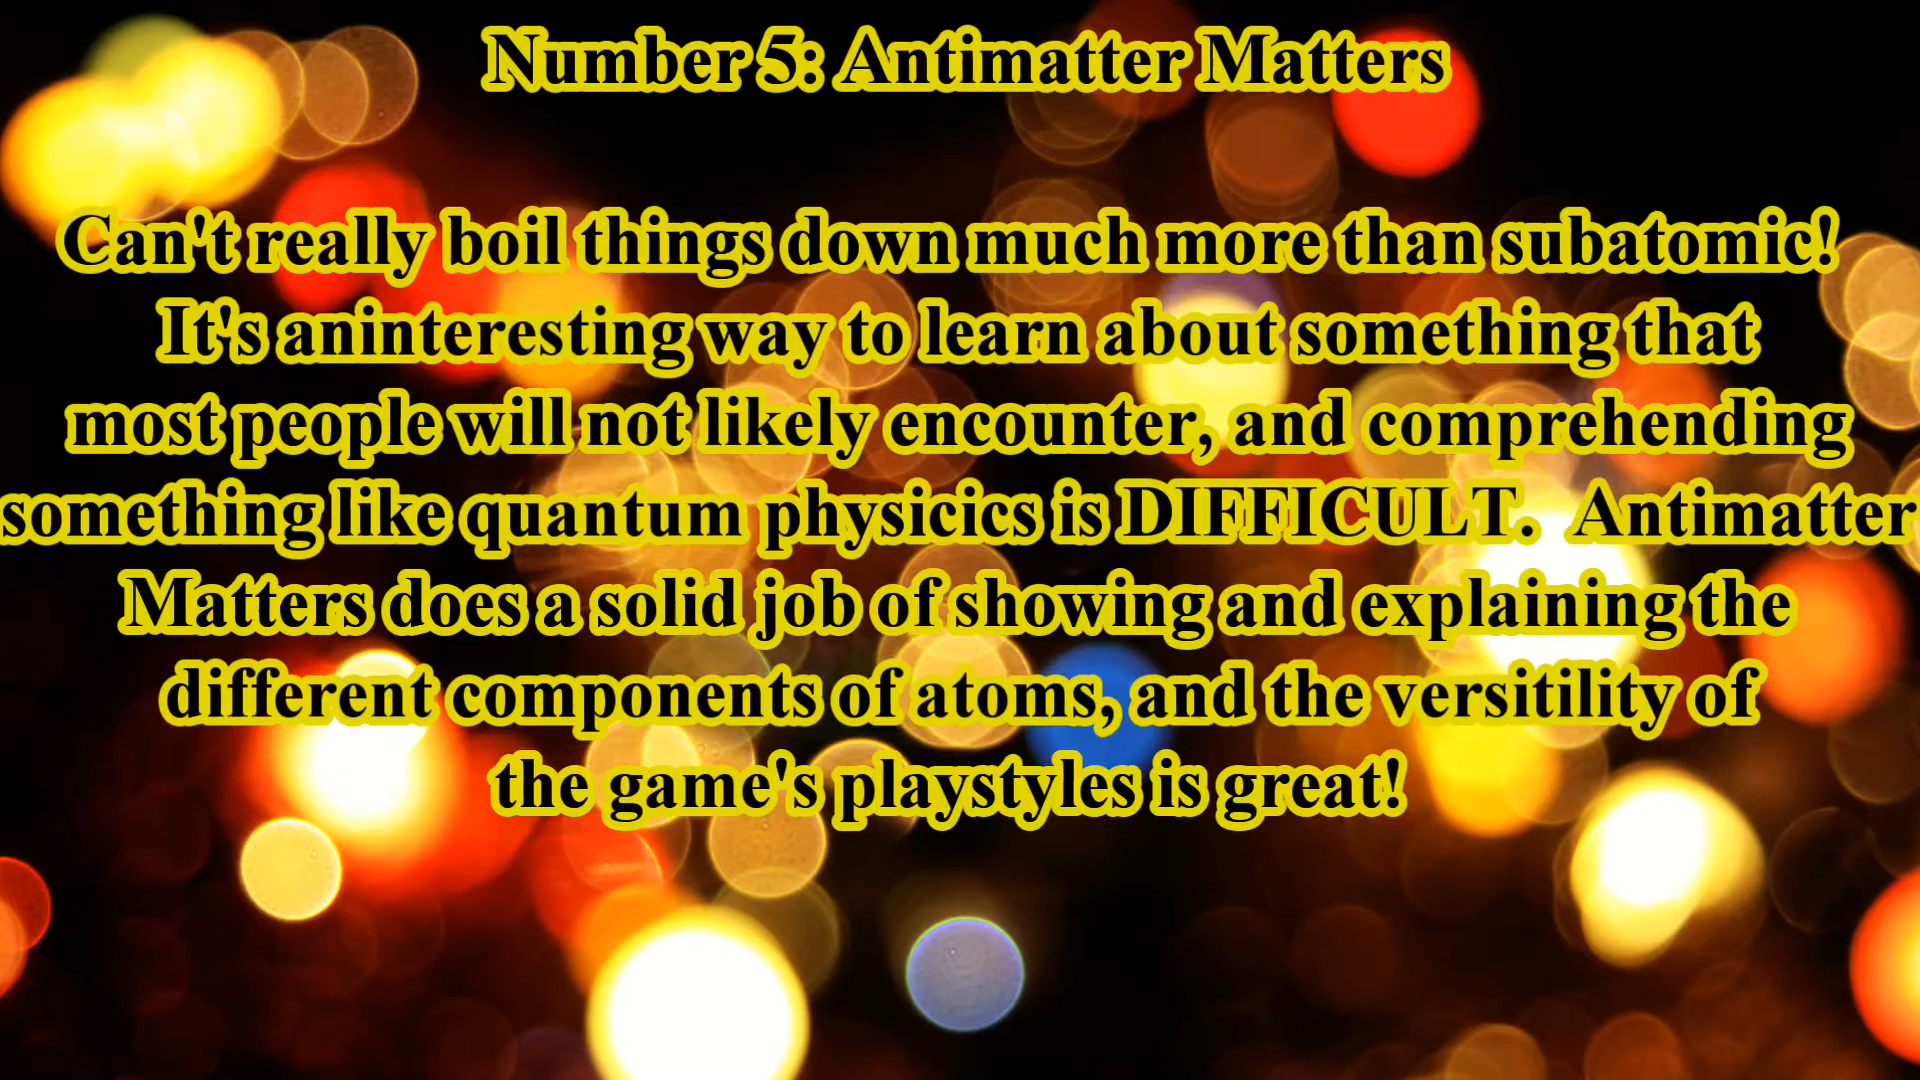 Number 5: Antimatter Matters
Can't really boil things down much more than subatomic!
It's aninteresting way to learn about something that
most people will not likely encounter, and comprehending
something like quantum physicics is DIFFICULT.  Antimatter
Matters does a solid job of showing and explaining the
different components of atoms, and the versitility of
the game's playstyles is great!